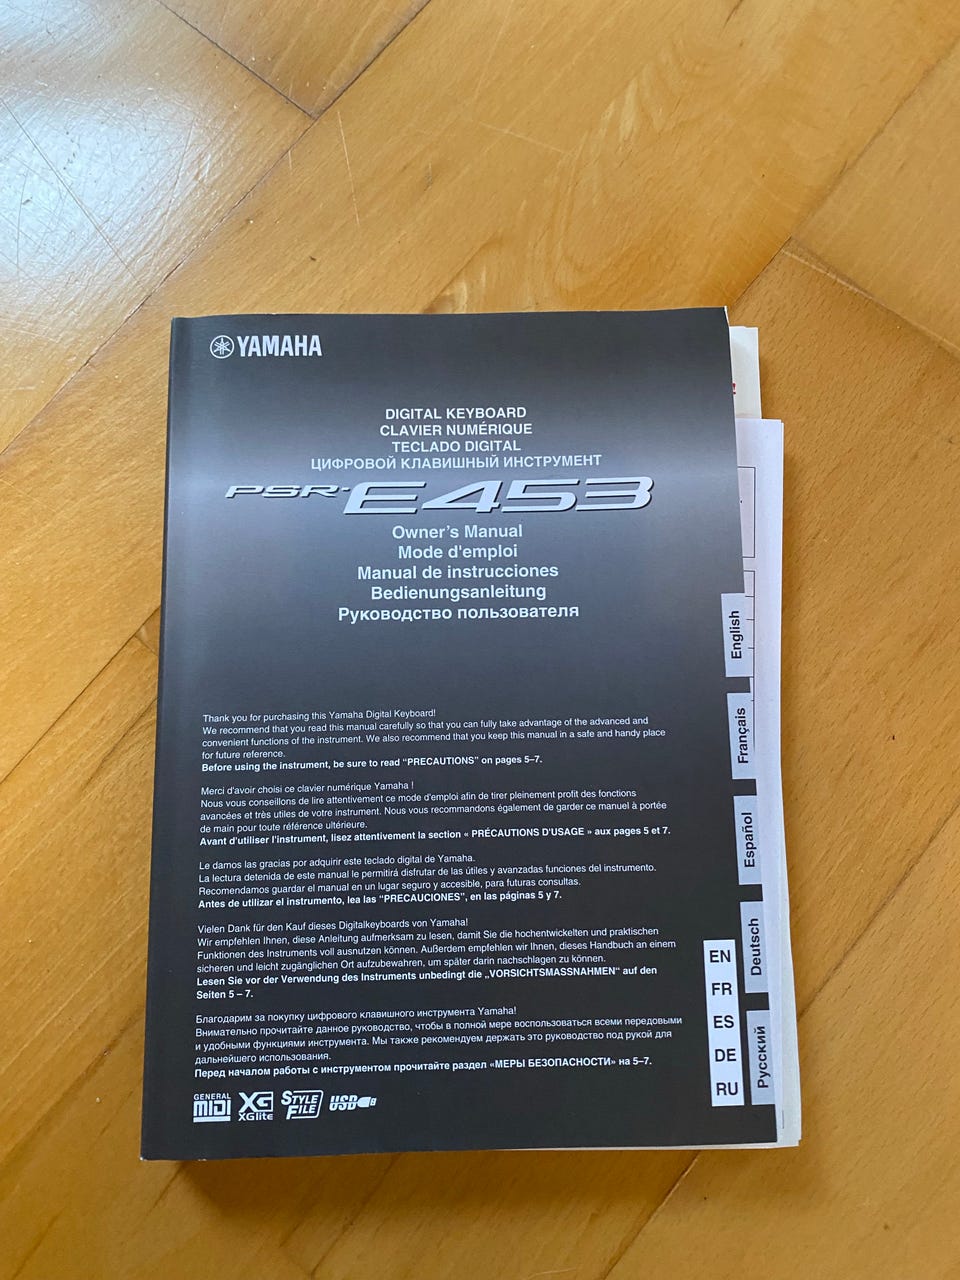 YAMAHA
DIGITAL KEYBOARD
CLAVIER NUMÉRIQUE
TECLADO DIGITAL
ЦИФРОВОЙ КЛАВИШНЫЙ ИНСТРУМЕНТ
PSR-E453
Owner's Manual
Mode d'emploi
Manual de instrucciones
Bedienungsanleitung
Руководство пользователя
Thank you for purchasing this Yamaha Digital Keyboard!
We recommend that you read this manual carefully so that you can fully take advantage of the advanced and
convenient functions of the instrument. We also recommend that you keep this manual in a safe and handy place
for future reference.
Before using the instrument, be sure to read “PRECAUTIONS” on pages 5–7.
Merci d'avoir choisi ce clavier numérique Yamaha !
Nous vous conseillons de lire attentivement ce mode d'emploi afin de tirer pleinement profit des fonctions
avancées et très utiles de votre instrument. Nous vous recommandons également de garder ce manuel à portée
de main pour toute référence ultérieure.
Avant d'utiliser l'instrument, lisez attentivement la section « PRÉCAUTIONS D'USAGE » aux pages 5 et 7.
Le damos las gracias por adquirir este teclado digital de Yamaha.
La lectura detenida de este manual le permitirá disfrutar de las útiles y avanzadas funciones del instrumento.
Recomendamos guardar el manual en un lugar seguro y accesible, para futuras consultas.
Antes de utilizar el instrumento, lea las “PRECAUCIONES”, en las páginas 5 y 7.
Vielen Dank für den Kauf dieses Digitalkeyboards von Yamaha!
Wir empfehlen Ihnen, diese Anleitung aufmerksam zu lesen, damit Sie die hochentwickelten und praktischen
Funktionen des Instruments voll ausnutzen können. Außerdem empfehlen wir Ihnen, dieses Handbuch an einem
sicheren und leicht zugänglichen Ort aufzubewahren, um später darin nachschlagen zu können.
Lesen Sie vor der Verwendung des Instruments unbedingt die „VORSICHTSMASSNAHMEN“ auf den
Seiten 5 – 7.
Благодарим за покупку цифрового клавишного инструмента Yamaha!
Внимательно прочитайте данное руководство, чтобы в полной мере воспользоваться всеми передовыми
и удобными функциями инструмента. Мы также рекомендуем держать это руководство под рукой для
дальнейшего использования.
Перед началом работы с инструментом прочитайте раздел «МЕРЫ БЕЗОПАСНОСТИ» на 5–7.
GENERAL MIDI
XG XGlite
STYLE FILE
USB
English
Français
Español
Deutsch
Русский
EN
FR
ES
DE
RU